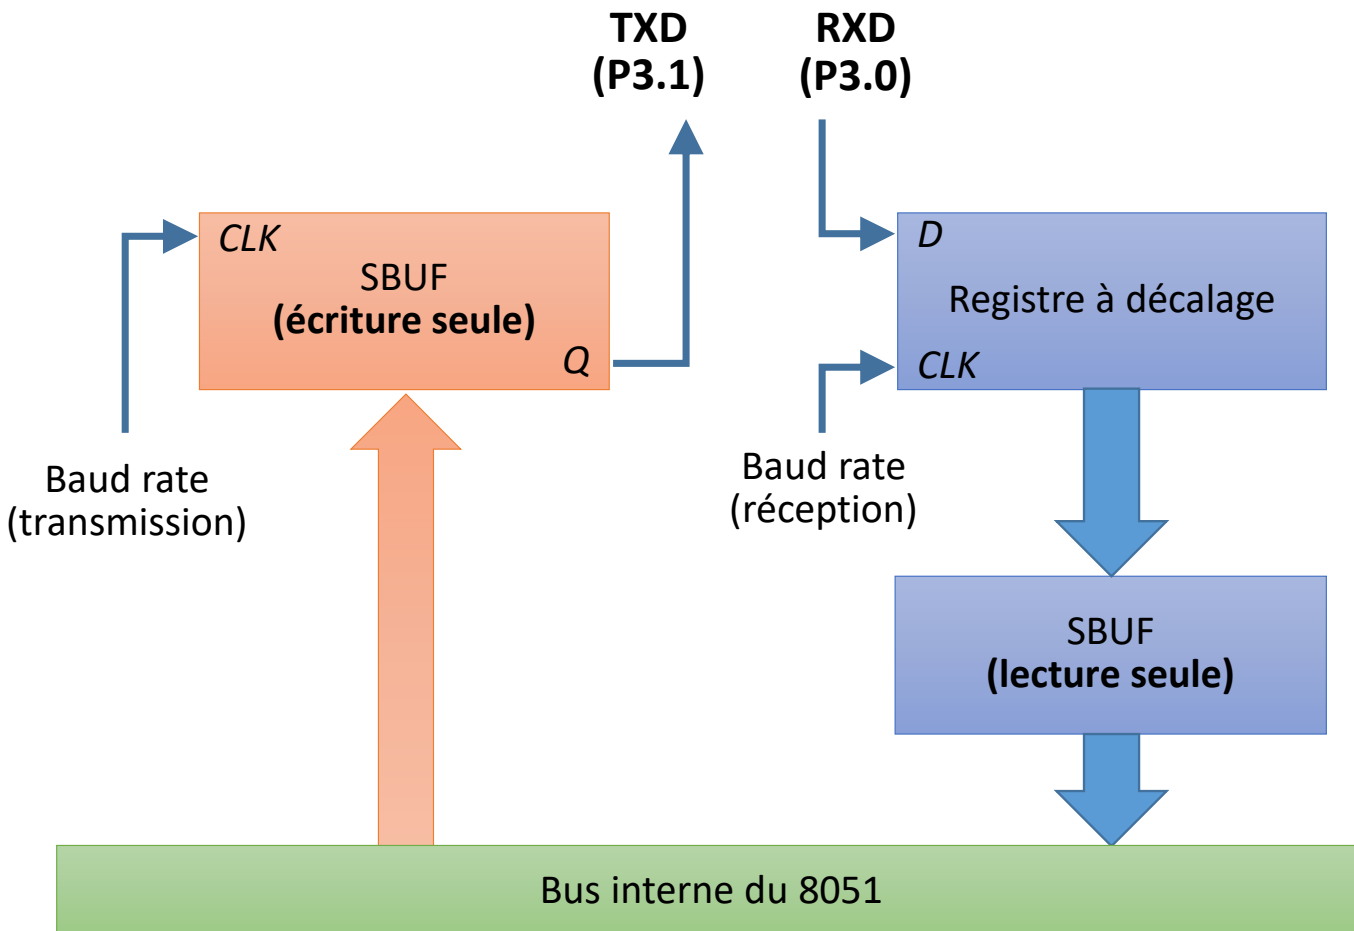 TXD
(P3.1)
RXD
(P3.0)
CLK
SBUF
(écriture seule)
Q
D
Registre à décalage
CLK
Baud rate
(transmission)
Baud rate
(réception)
SBUF
(lecture seule)
Bus interne du 8051